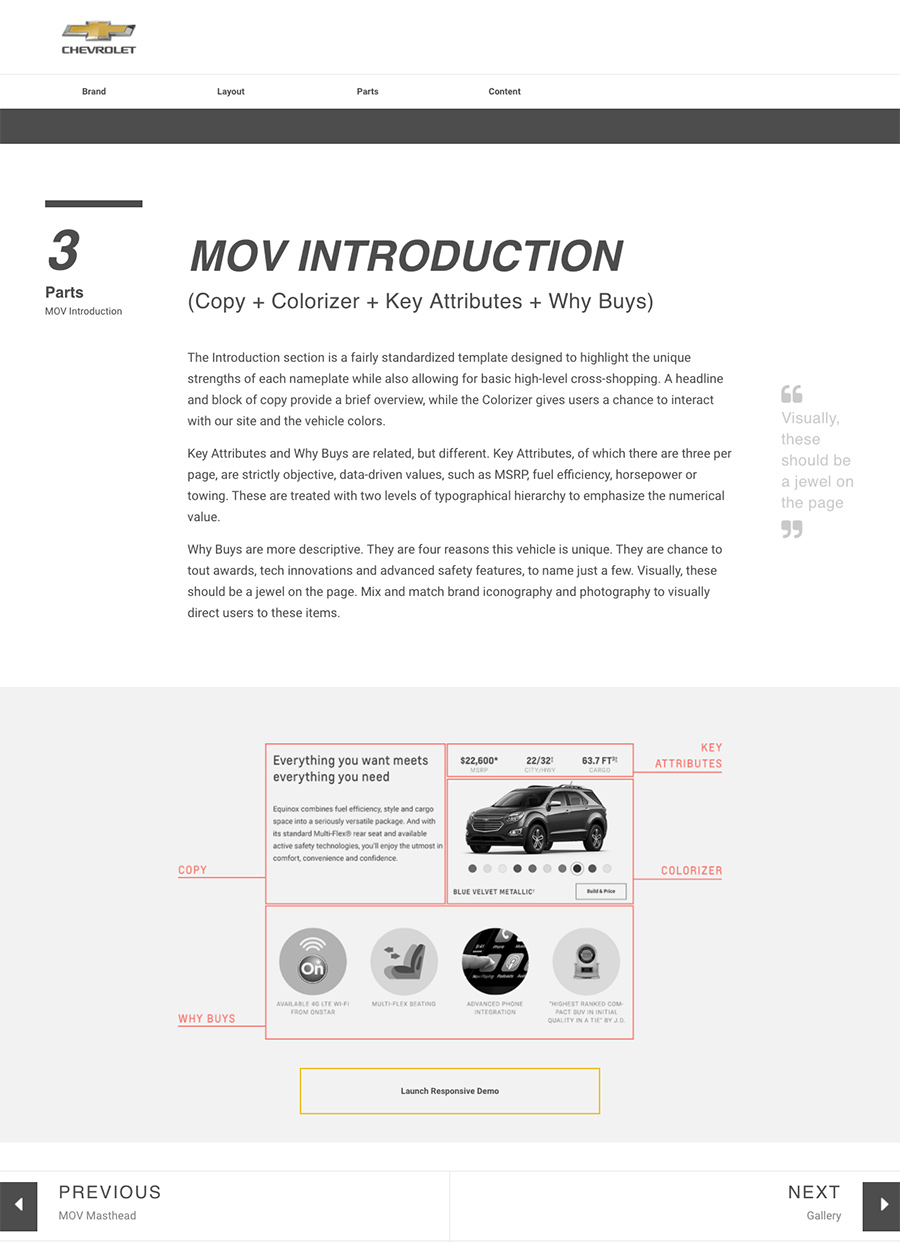 CHEVROLET
Brand
Layout
Parts
Content
3
Parts
MOV Introduction
MOV INTRODUCTION
(Copy + Colorizer + Key Attributes + Why Buys)
The Introduction section is a fairly standardized template designed to highlight the unique
strengths of each nameplate while also allowing for basic high-level cross-shopping. A headline
and block of copy provide a brief overview, while the Colorizer gives users a chance to interact
with our site and the vehicle colors.
Key Attributes and Why Buys are related, but different. Key Attributes, of which there are three per
page, are strictly objective, data-driven values, such as MSRP, fuel efficiency, horsepower or
towing. These are treated with two levels of typographical hierarchy to emphasize the numerical
value.
Why Buys are more descriptive. They are four reasons this vehicle is unique. They are chance to
tout awards, tech innovations and advanced safety features, to name just a few. Visually, these
should be a jewel on the page. Mix and match brand iconography and photography to visually
direct users to these items.
“
Visually,
these
should be
a jewel on
the page
”
KEY
ATTRIBUTES
Everything you want meets
everything you need
Equinox combines fuel efficiency, style and cargo
space into a seriously versatile package. And with
its standard Multi-Flex® rear seat and available
active safety technologies, you'll enjoy the utmost in
comfort, convenience and confidence.
$22,600*
MSRP
22/32‡
CITY/HWY
63.7 FT³
CARGO
COPY
COLORIZER
BLUE VELVET METALLIC†
Build & Price
On
AVAILABLE 4G LTE WI-FI
FROM ONSTAR
MULTI-FLEX SEATING
9:41
Phone
Now Playing
Podcasts
ADVANCED PHONE
INTEGRATION
"HIGHEST RANKED COM-
PACT SUV IN INITIAL
QUALITY IN A TIE" BY J.D.
WHY BUYS
Launch Responsive Demo
PREVIOUS
MOV Masthead
NEXT
Gallery